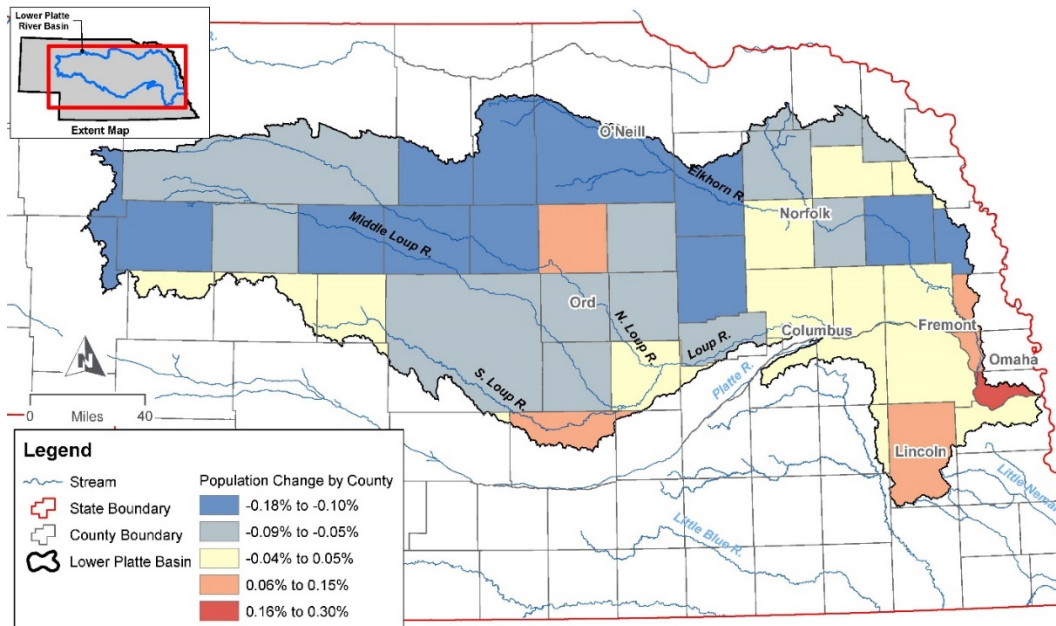 Lower Platte
River Basin
Extent Map
O'Neill
Elkhorn R.
Norfolk
Middle Loup R.
Ord
N. Loup R.
Loup R.
Columbus
Fremont
Omaha
Platte R.
S. Loup R.
Lincoln
N
0 Miles 40
Little Nemaha
Little Blue R.
Legend
Stream
State Boundary
County Boundary
Lower Platte Basin
Population Change by County
-0.18% to -0.10%
-0.09% to -0.05%
-0.04% to 0.05%
0.06% to 0.15%
0.16% to 0.30%